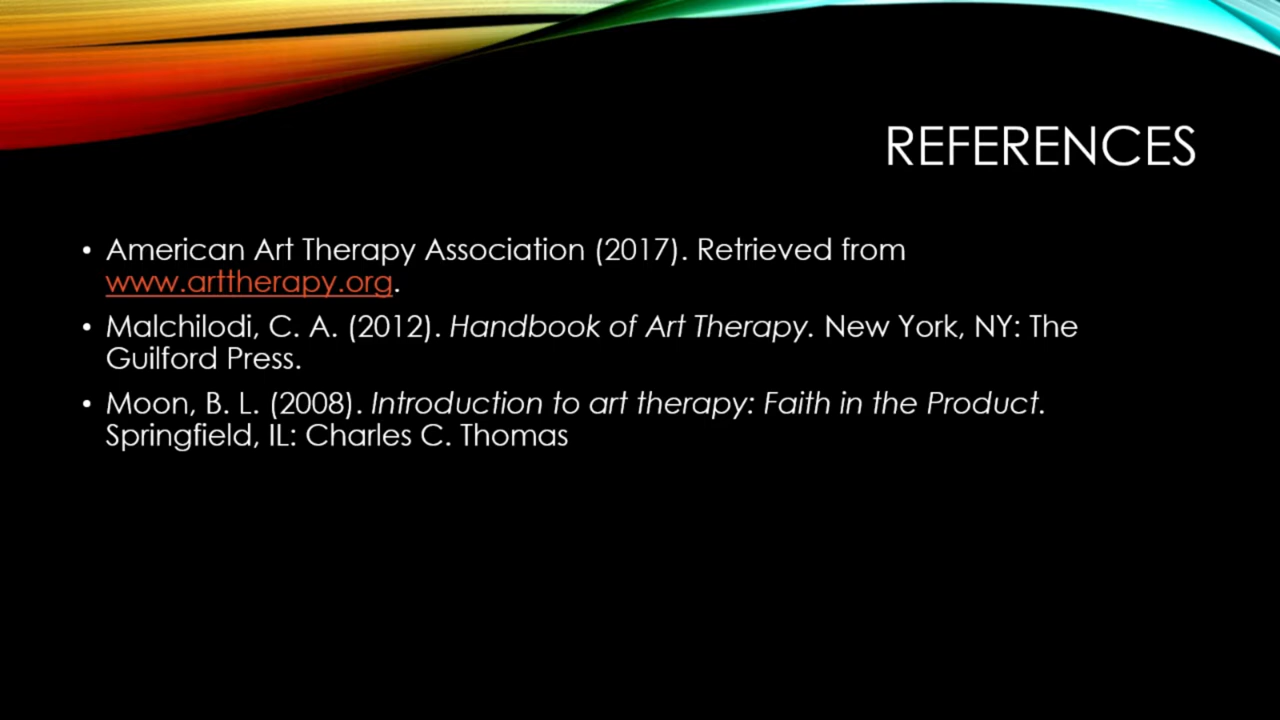 REFERENCES
• American Art Therapy Association (2017). Retrieved from
www.arttherapy.org.
• Malchilodi, C. A. (2012). Handbook of Art Therapy. New York, NY: The
Guilford Press.
• Moon, B. L. (2008). Introduction to art therapy: Faith in the Product.
Springfield, IL: Charles C. Thomas